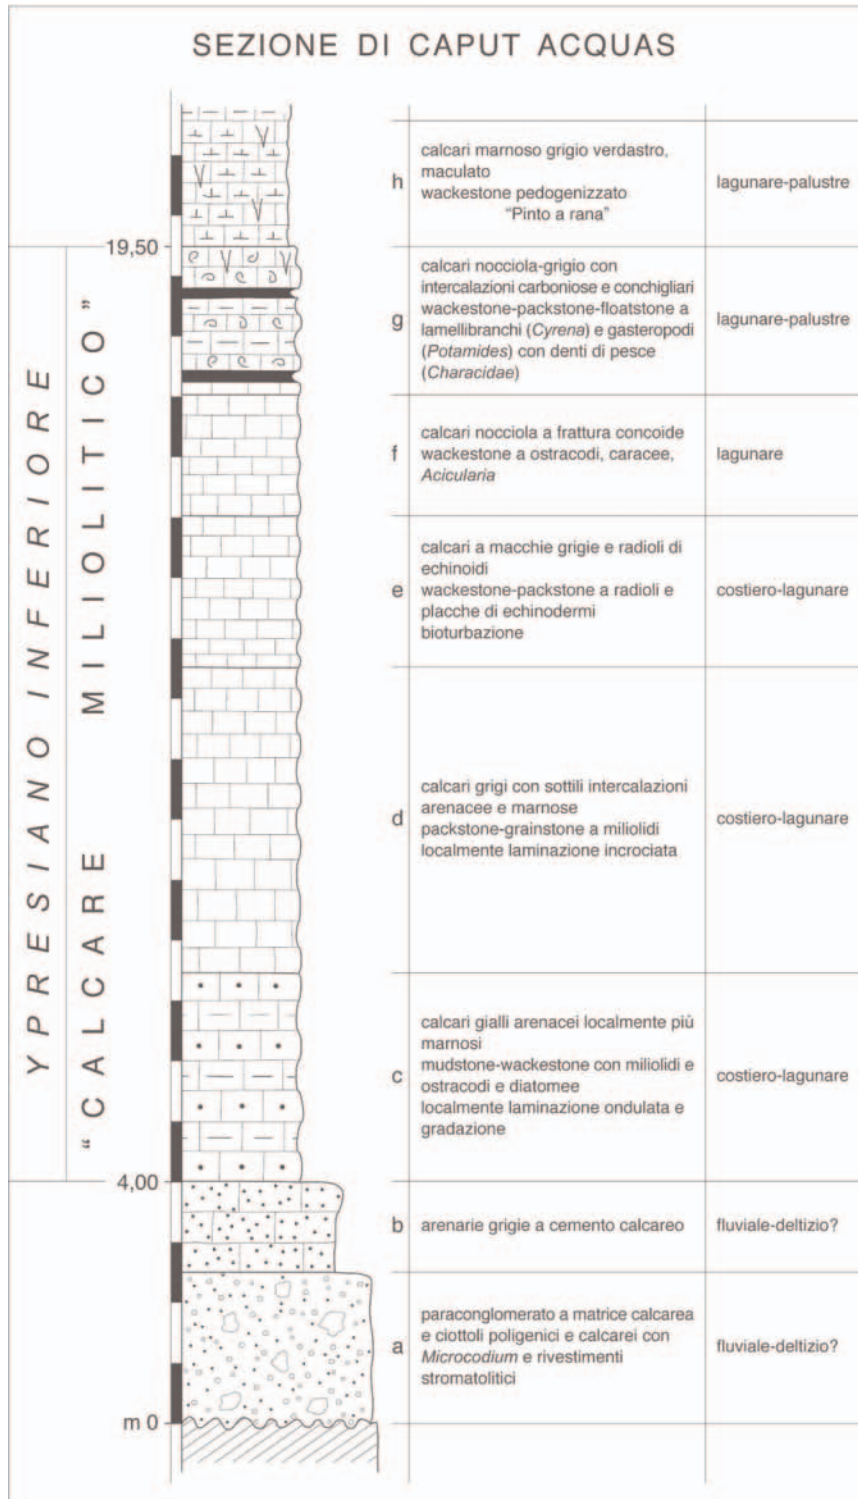 SEZIONE DI CAPUT ACQUAS
h
calcari marnoso grigio verdastro,
maculato
wackestone pedogenizzato
“Pinto a rana”
lagunare-palustre
19,50
g
calcari nocciola-grigio con
intercalazioni carboniose e conchigliari
wackestone-packstone-floatstone a
lamellibranchi (Cyrena) e gasteropodi
(Potamides) con denti di pesce
(Characidae)
lagunare-palustre
f
calcari nocciola a frattura concoide
wackestone a ostracodi, caracee,
Acicularia
lagunare
e
calcari a macchie grigie e radioli di
echinoidi
wackestone-packstone a radioli e
placche di echinodermi
bioturbazione
costiero-lagunare
d
calcari grigi con sottili intercalazioni
arenacee e marnose
packstone-grainstone a miliolidi
localmente laminazione incrociata
costiero-lagunare
c
calcari gialli arenacei localmente più
marnosi
mudstone-wackestone con miliolidi e
ostracodi e diatomee
localmente laminazione ondulata e
gradazione
costiero-lagunare
4,00
b
arenarie grigie a cemento calcareo
fluviale-deltizio?
a
paraconglomerato a matrice calcarea
e ciottoli poligenici e calcarei con
Microcodium e rivestimenti
stromatolitici
fluviale-deltizio?
m 0
YPRESIANO INFERIORE
“CALCARE MILIOLITICO”